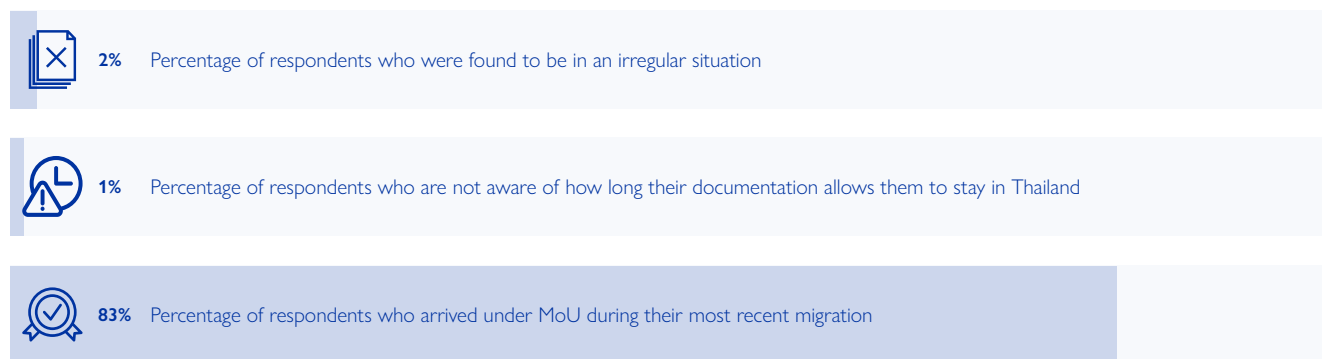 2% Percentage of respondents who were found to be in an irregular situation
1% Percentage of respondents who are not aware of how long their documentation allows them to stay in Thailand
83% Percentage of respondents who arrived under MoU during their most recent migration